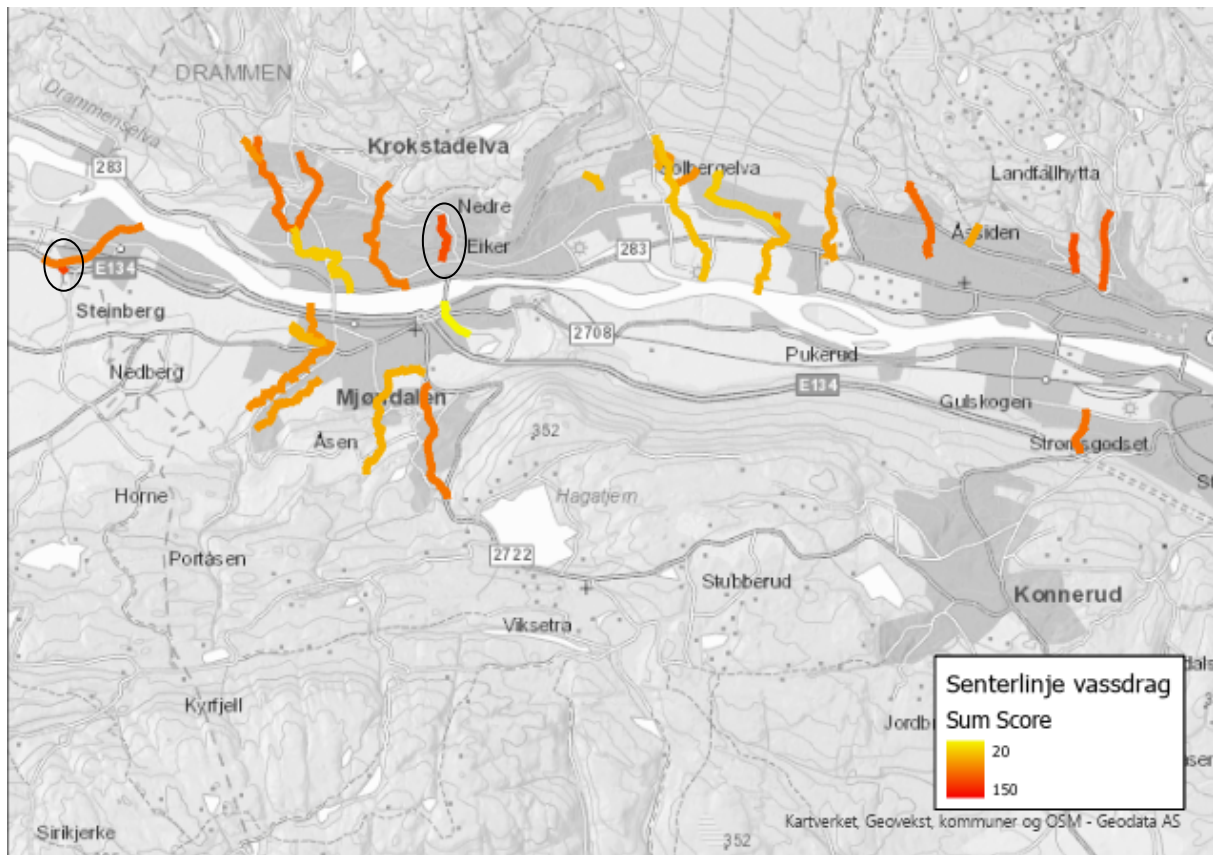 DRAMMEN
Drammenselva
283
Krokstadelva
Solbergelva
Landfallhytta
Nedre
Eiker
283
Åssiden
E134
Steinberg
2708
Nedberg
Pukerud
E134
Mjøndalen
Gulskogen
Åsen
352
Strømsgodset
Horne
Hagatjern
2722
Portåsen
Stubberud
Konnerud
Viksetra
Kyrfjell
Senterlinje vassdrag
Sum Score
20
150
Kartverket, Geovekst, kommuner og OSM - Geodata AS
Sirikjerke
352